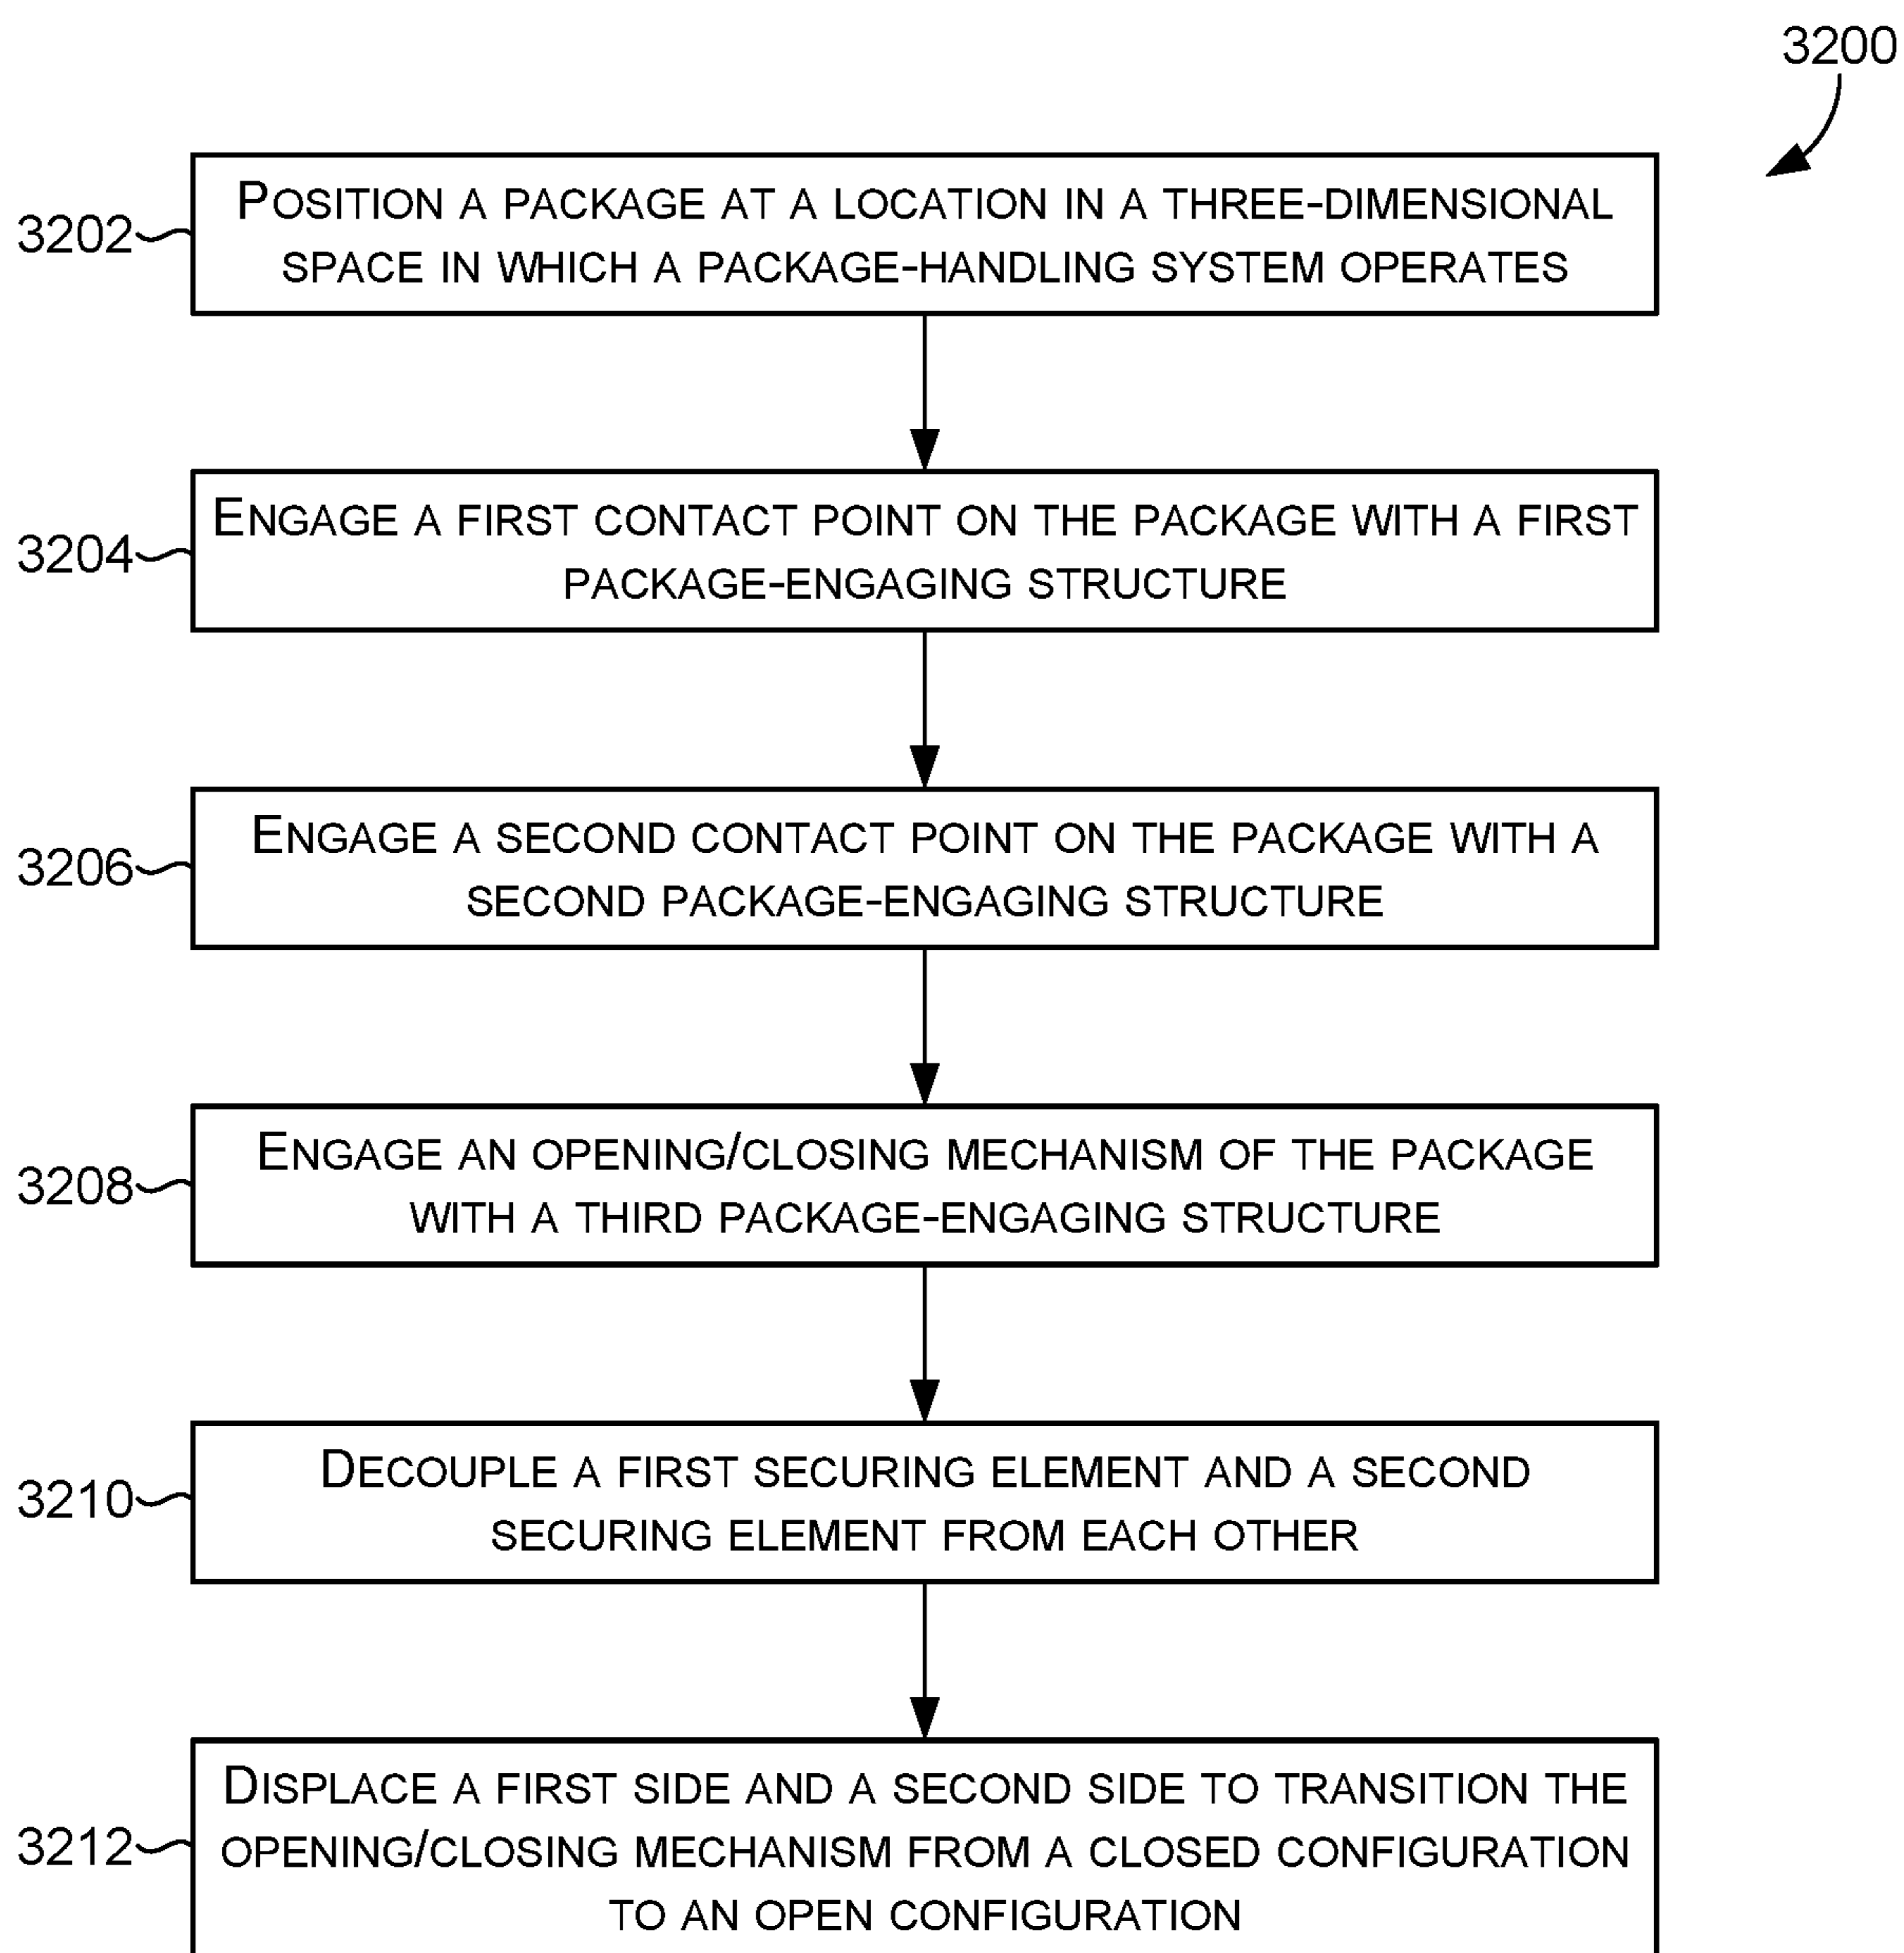 3200
3202
POSITION A PACKAGE AT A LOCATION IN A THREE-DIMENSIONAL
SPACE IN WHICH A PACKAGE-HANDLING SYSTEM OPERATES
3204
ENGAGE A FIRST CONTACT POINT ON THE PACKAGE WITH A FIRST
PACKAGE-ENGAGING STRUCTURE
3206
ENGAGE A SECOND CONTACT POINT ON THE PACKAGE WITH A
SECOND PACKAGE-ENGAGING STRUCTURE
3208
ENGAGE AN OPENING/CLOSING MECHANISM OF THE PACKAGE
WITH A THIRD PACKAGE-ENGAGING STRUCTURE
3210
DECOUPLE A FIRST SECURING ELEMENT AND A SECOND
SECURING ELEMENT FROM EACH OTHER
3212
DISPLACE A FIRST SIDE AND A SECOND SIDE TO TRANSITION THE
OPENING/CLOSING MECHANISM FROM A CLOSED CONFIGURATION
TO AN OPEN CONFIGURATION